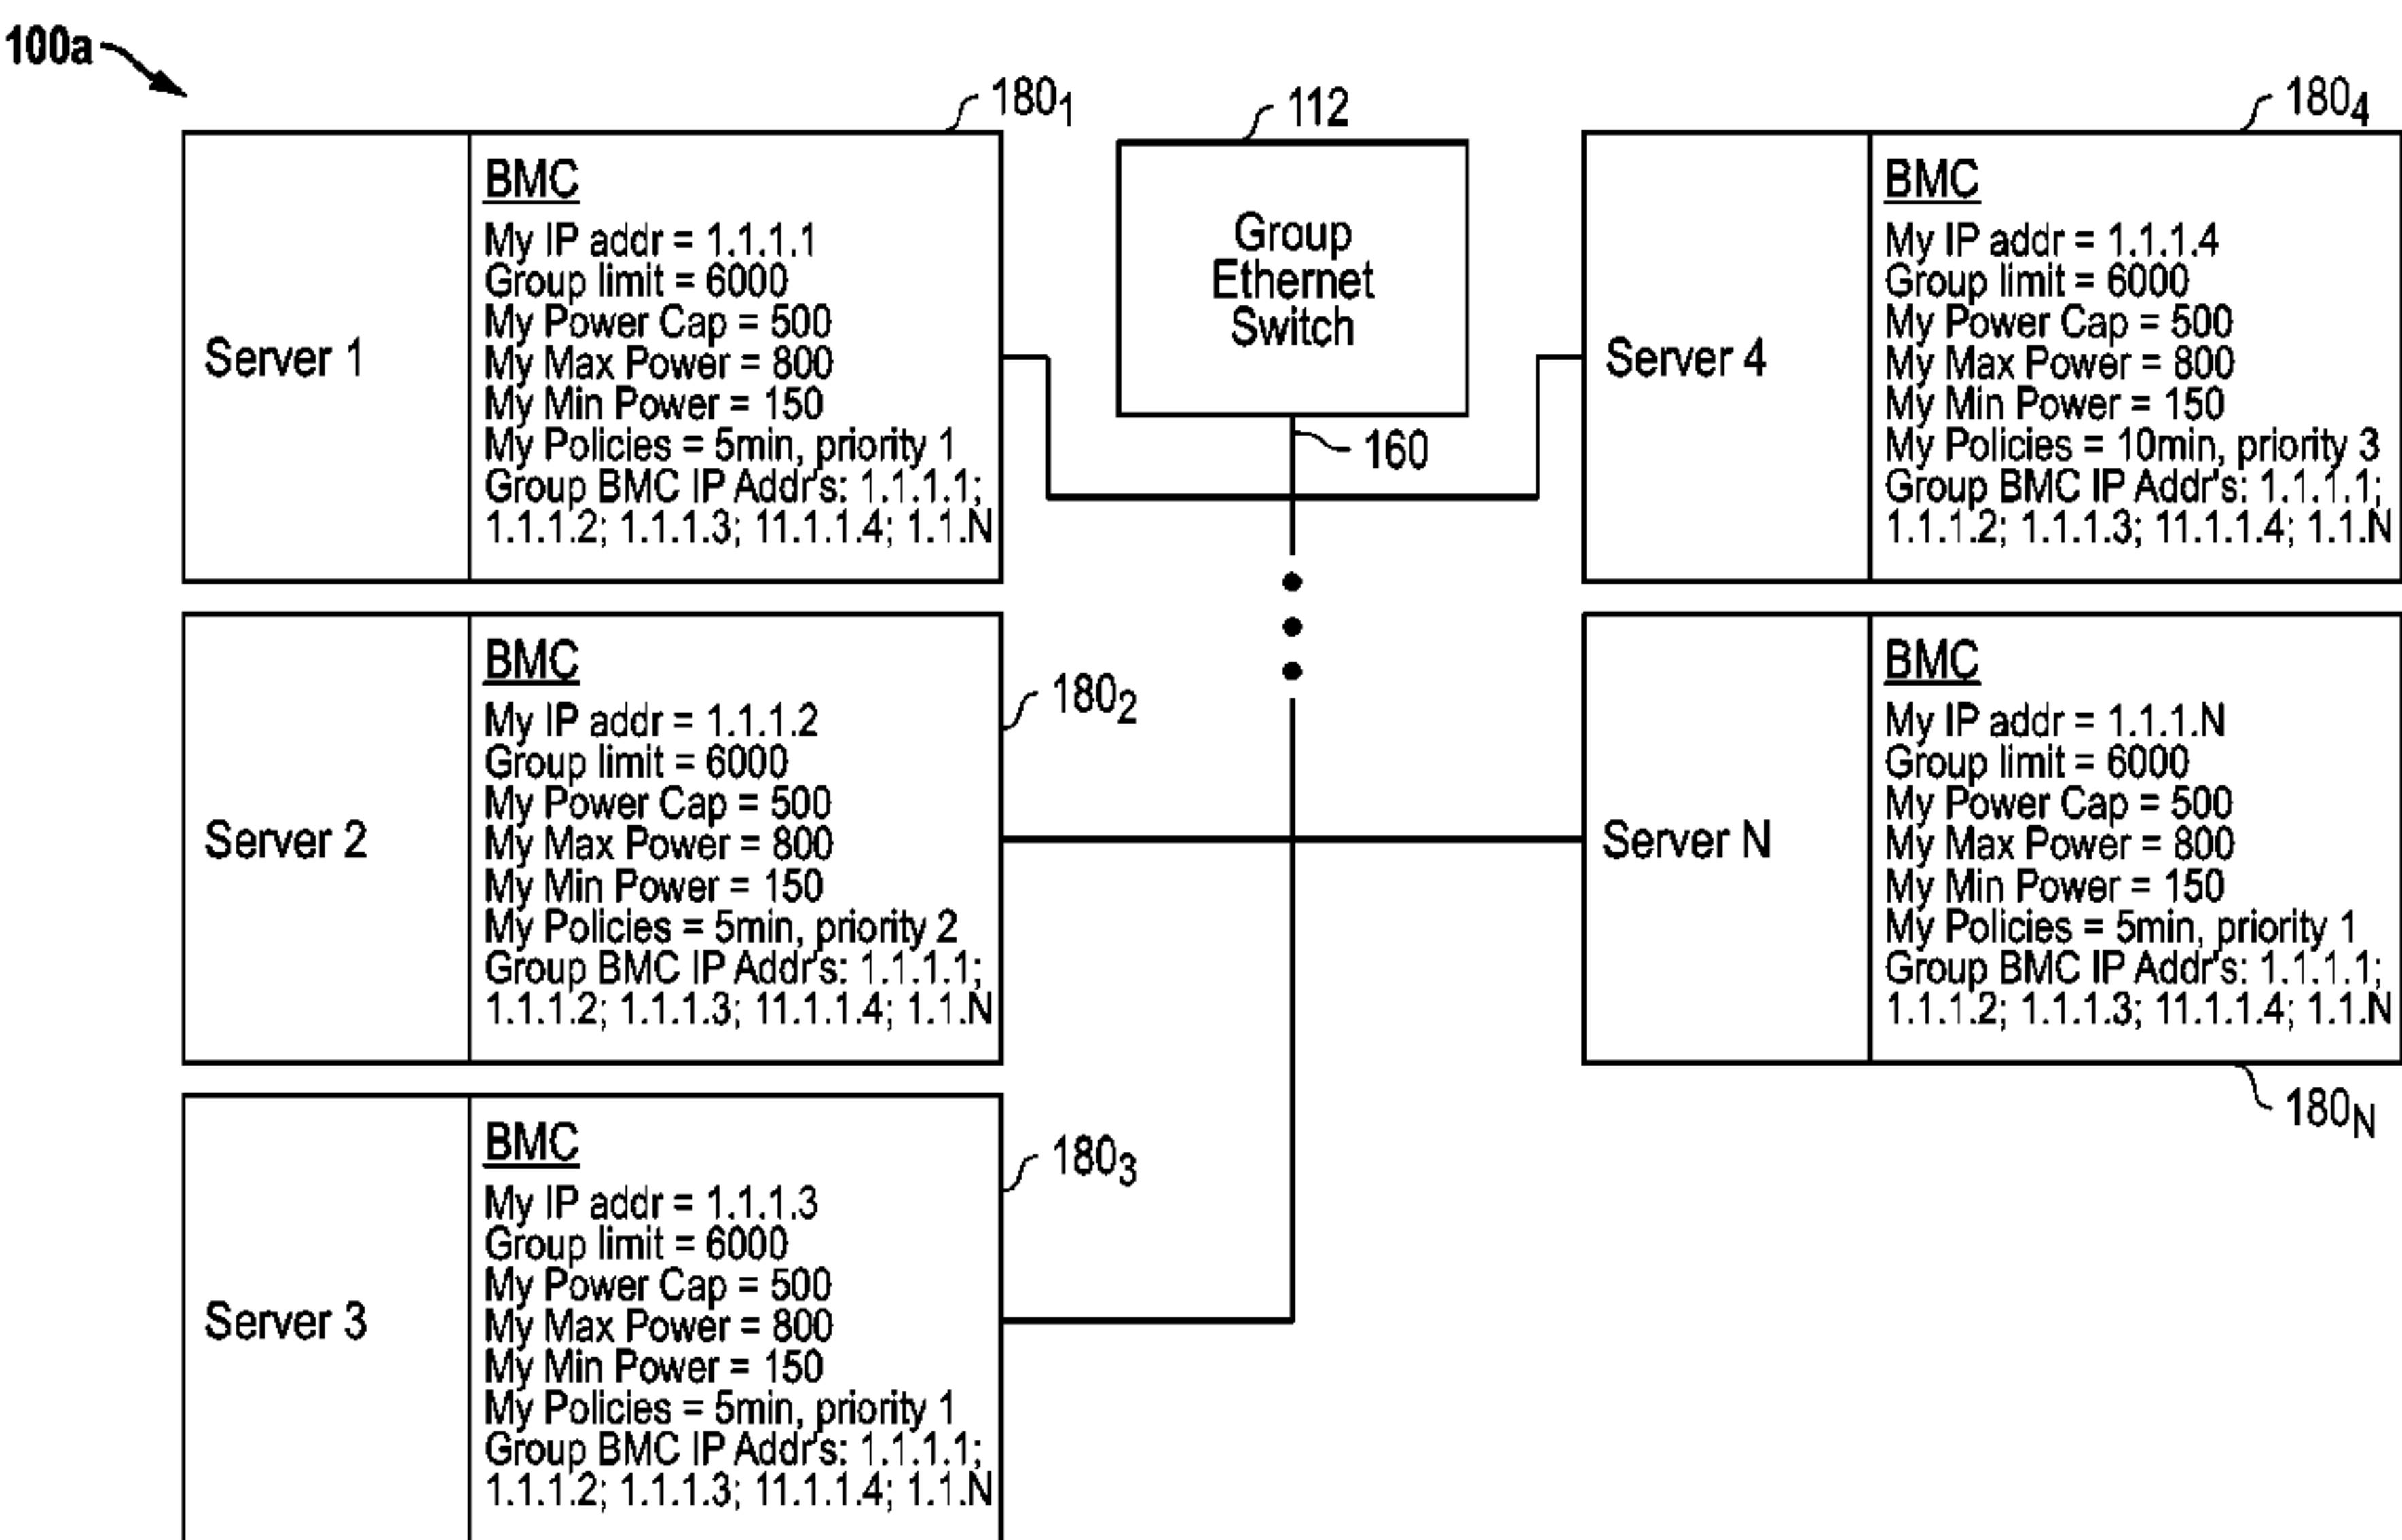 100a
180₁
Server 1
BMC
My IP addr = 1.1.1.1
Group limit = 6000
My Power Cap = 500
My Max Power = 800
My Min Power = 150
My Policies = 5min, priority 1
Group BMC IP Addr's: 1.1.1.1;
1.1.1.2; 1.1.1.3; 11.1.1.4; 1.1.N
112
Group
Ethernet
Switch
160
180₄
Server 4
BMC
My IP addr = 1.1.1.4
Group limit = 6000
My Power Cap = 500
My Max Power = 800
My Min Power = 150
My Policies = 10min, priority 3
Group BMC IP Addr's: 1.1.1.1;
1.1.1.2; 1.1.1.3; 11.1.1.4; 1.1.N
180₂
Server 2
BMC
My IP addr = 1.1.1.2
Group limit = 6000
My Power Cap = 500
My Max Power = 800
My Min Power = 150
My Policies = 5min, priority 2
Group BMC IP Addr's: 1.1.1.1;
1.1.1.2; 1.1.1.3; 11.1.1.4; 1.1.N
Server N
BMC
My IP addr = 1.1.1.N
Group limit = 6000
My Power Cap = 500
My Max Power = 800
My Min Power = 150
My Policies = 5min, priority 1
Group BMC IP Addr's: 1.1.1.1;
1.1.1.2; 1.1.1.3; 11.1.1.4; 1.1.N
180N
180₃
Server 3
BMC
My IP addr = 1.1.1.3
Group limit = 6000
My Power Cap = 500
My Max Power = 800
My Min Power = 150
My Policies = 5min, priority 1
Group BMC IP Addr's: 1.1.1.1;
1.1.1.2; 1.1.1.3; 11.1.1.4; 1.1.N